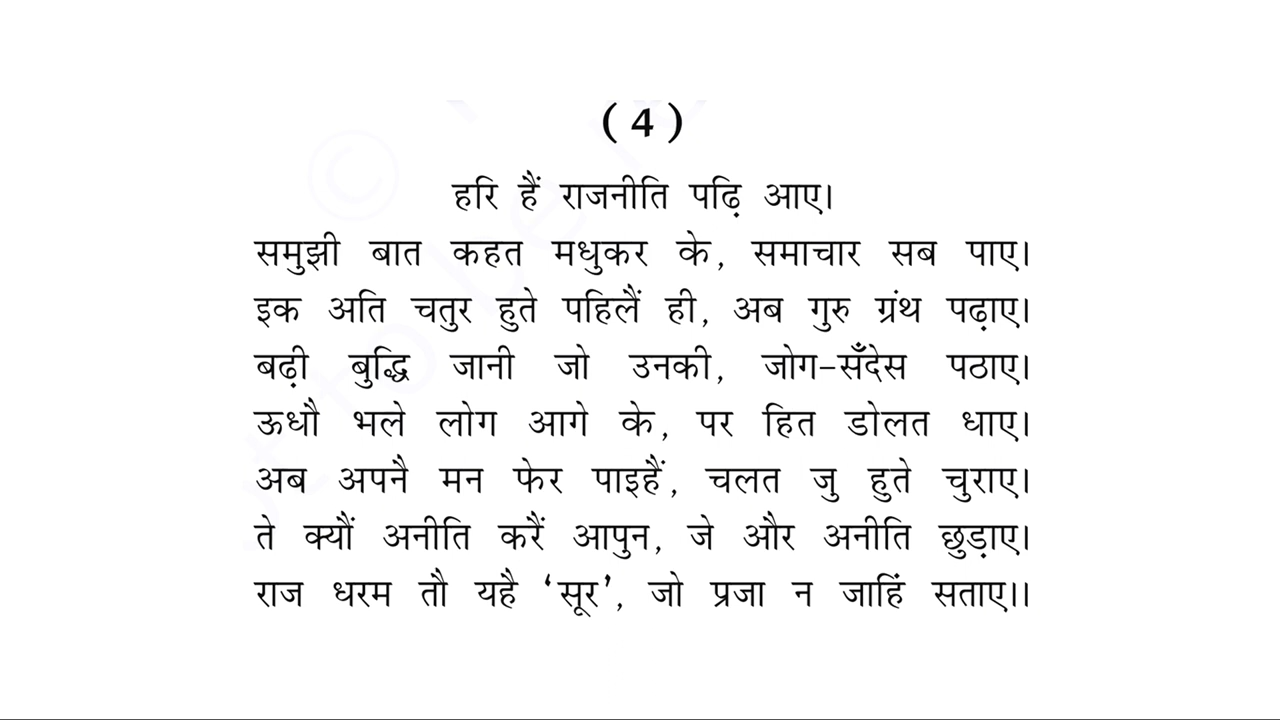 ( 4 )
हरि हैं राजनीति पढ़ि आए।
समुझी बात कहत मधुकर के, समाचार सब पाए।
इक अति चतुर हुते पहिलैं ही, अब गुरु ग्रंथ पढ़ाए।
बढ़ी बुद्धि जानी जो उनकी, जोग-सँदेस पठाए।
ऊधौ भले लोग आगे के, पर हित डोलत धाए।
अब अपनै मन फेर पाइहैं, चलत जु हुते चुराए।
ते क्यौं अनीति करैं आपुन, जे और अनीति छुड़ाए।
राज धरम तौ यहै ‘सूर’, जो प्रजा न जाहिं सताए।।